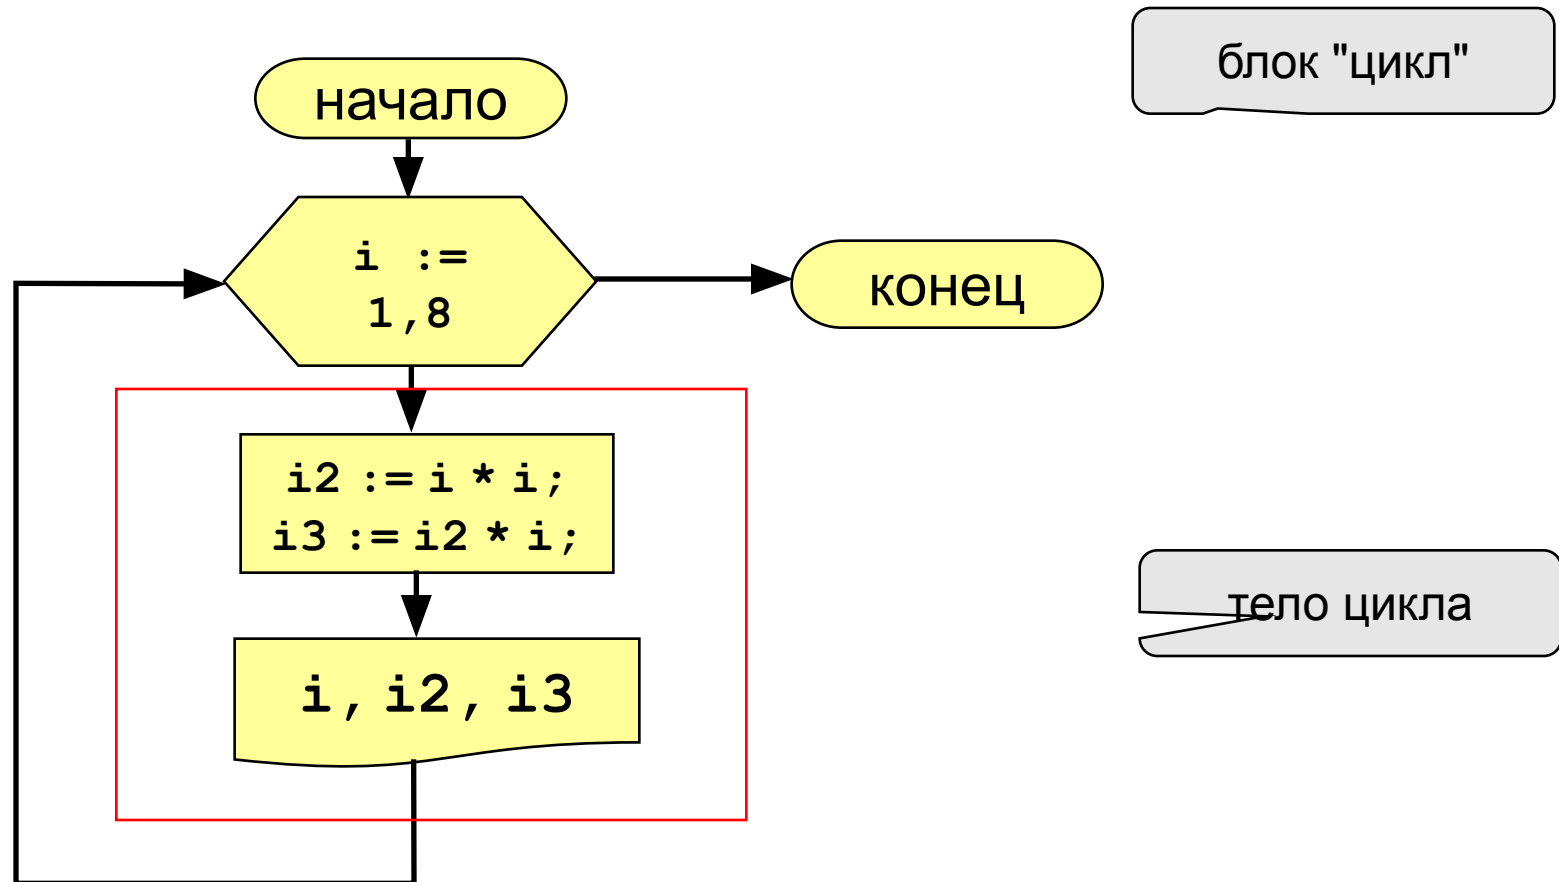 блок "цикл"
начало
i :=
1,8
конец
i2 := i * i;
i3 := i2 * i;
тело цикла
i, i2, i3